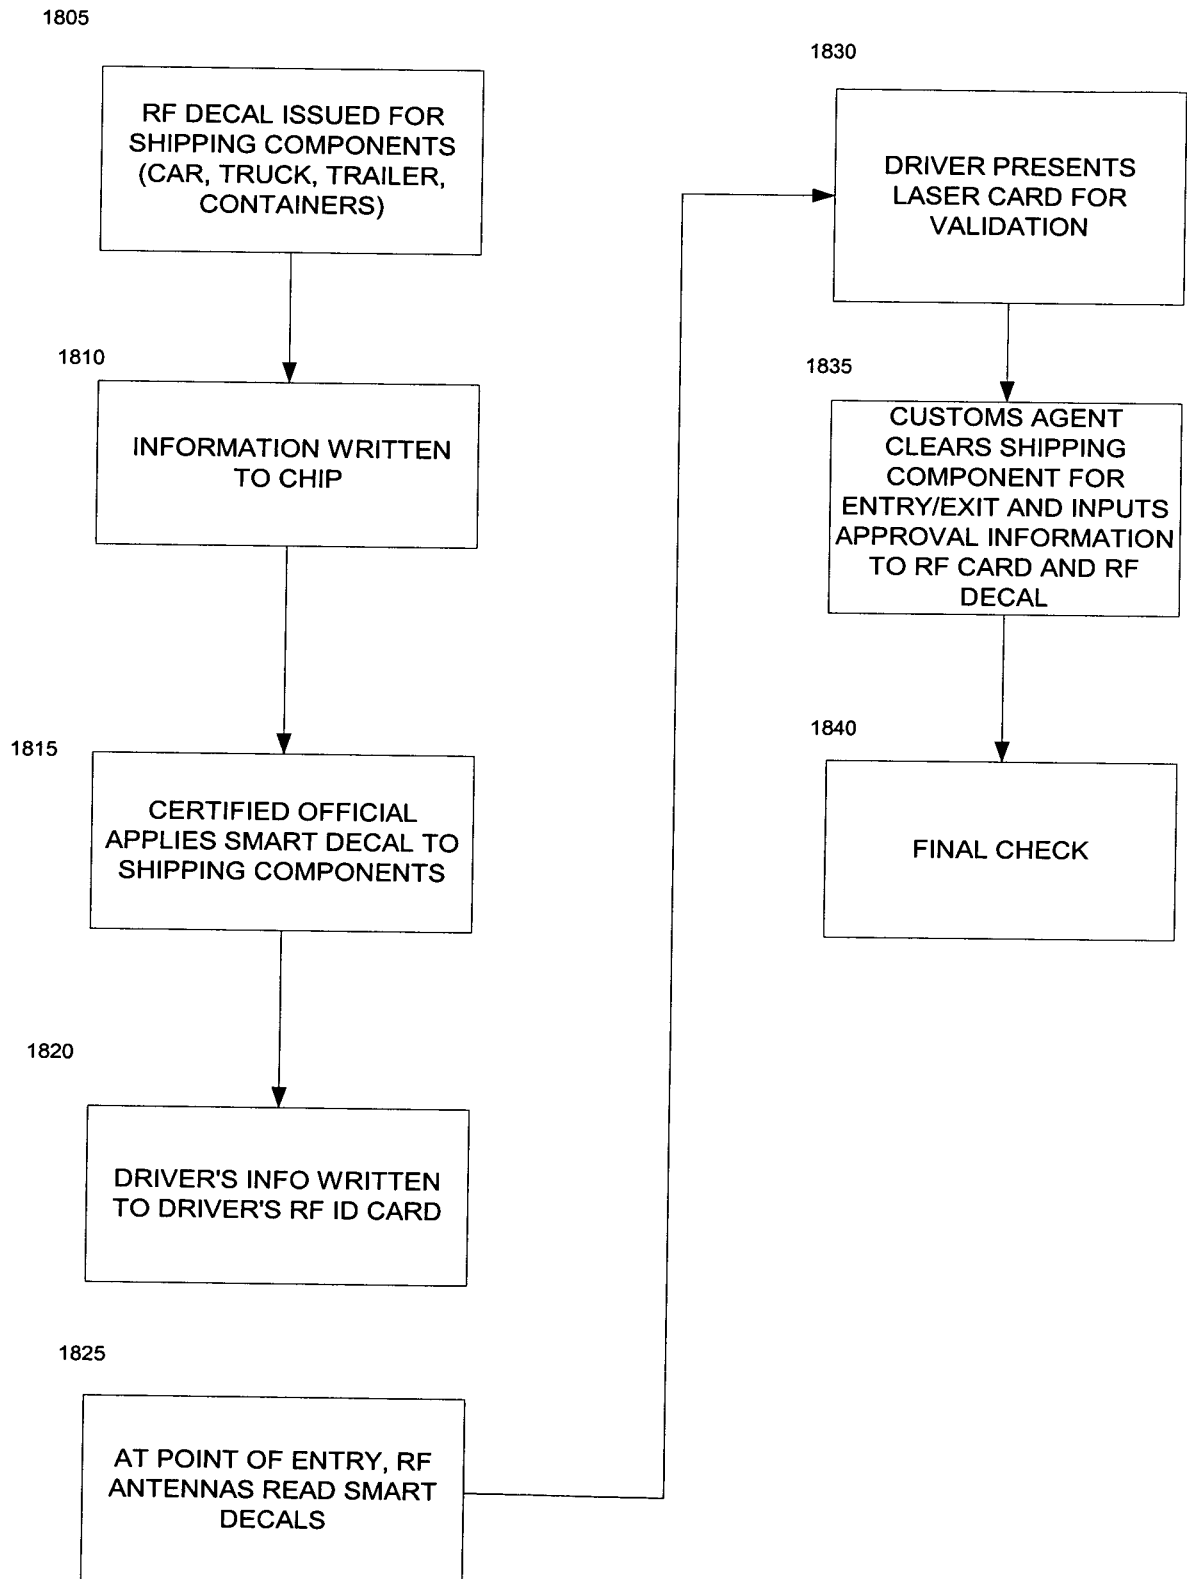 1805
RF DECAL ISSUED FOR
SHIPPING COMPONENTS
(CAR, TRUCK, TRAILER,
CONTAINERS)
1810
INFORMATION WRITTEN
TO CHIP
1815
CERTIFIED OFFICIAL
APPLIES SMART DECAL TO
SHIPPING COMPONENTS
1820
DRIVER'S INFO WRITTEN
TO DRIVER'S RF ID CARD
1825
AT POINT OF ENTRY, RF
ANTENNAS READ SMART
DECALS
1830
DRIVER PRESENTS
LASER CARD FOR
VALIDATION
1835
CUSTOMS AGENT
CLEARS SHIPPING
COMPONENT FOR
ENTRY/EXIT AND INPUTS
APPROVAL INFORMATION
TO RF CARD AND RF
DECAL
1840
FINAL CHECK